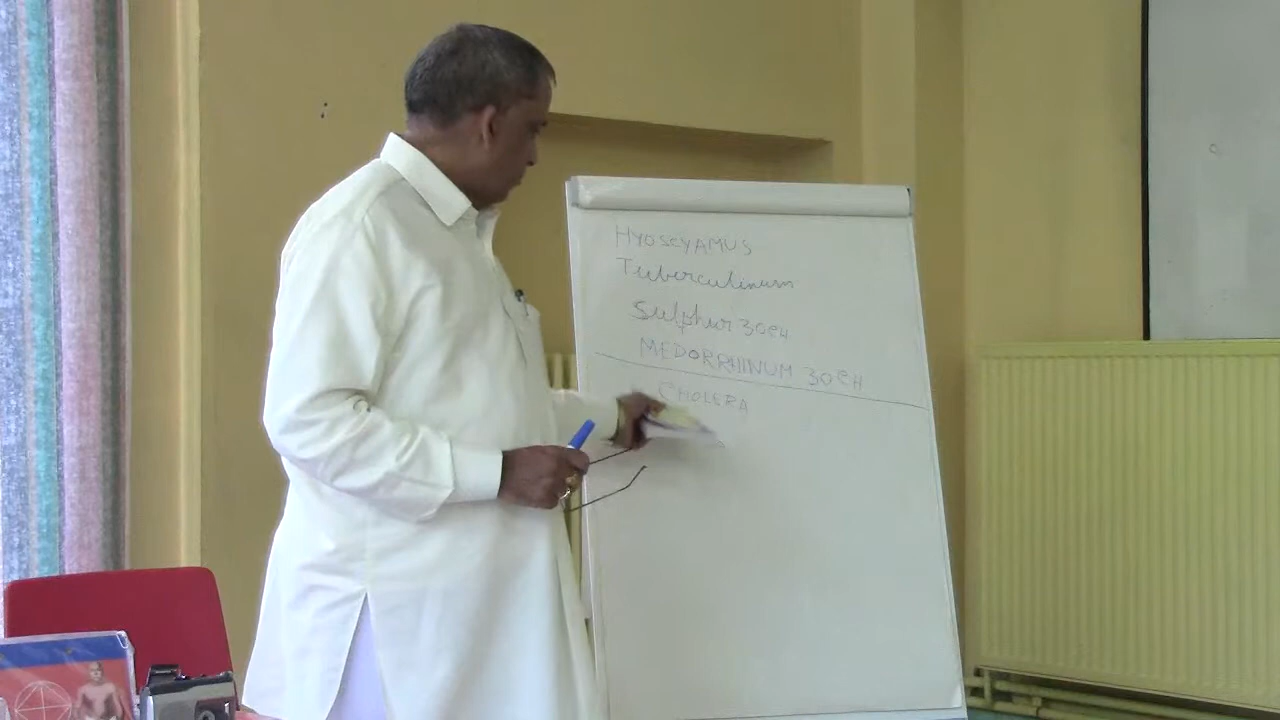 HYOSCYAMUS
Tuberculinum
Sulphur 30CH
MEDORRHINUM 30CH
CHOLERA